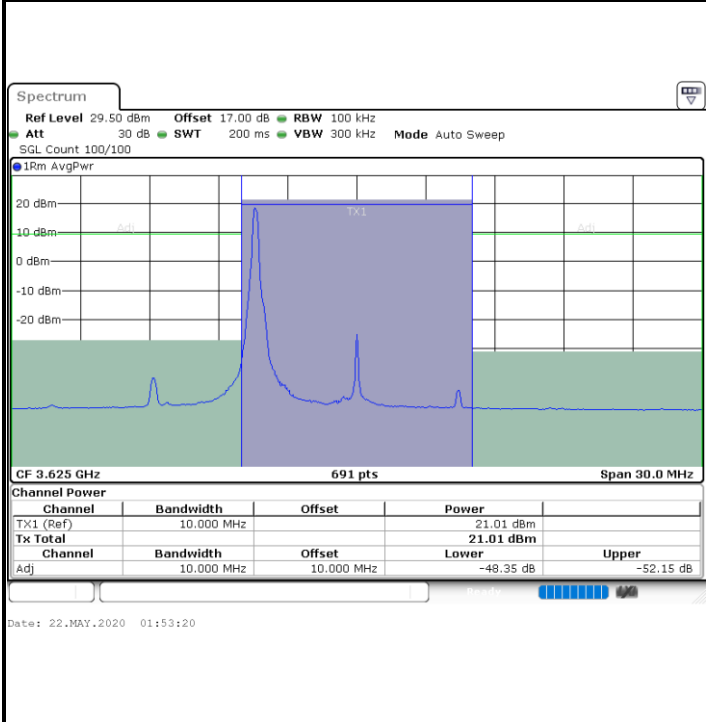 Spectrum
Ref Level 29.50 dBm Offset 17.00 dB RBW 100 kHz
Att 30 dB SWT 200 ms VBW 300 kHz Mode Auto Sweep
SGL Count 100/100
1Rm AvgPwr
20 dBm
TX1
Adj Adj
10 dBm
0 dBm
-10 dBm
-20 dBm
CF 3.625 GHz 691 pts Span 30.0 MHz
Channel Power
Channel Bandwidth Offset Power
TX1 (Ref) 10.000 MHz 21.01 dBm
Tx Total 21.01 dBm
Channel Bandwidth Offset Lower Upper
Adj 10.000 MHz 10.000 MHz -48.35 dB -52.15 dB
Ready
Date: 22.MAY.2020 01:53:20